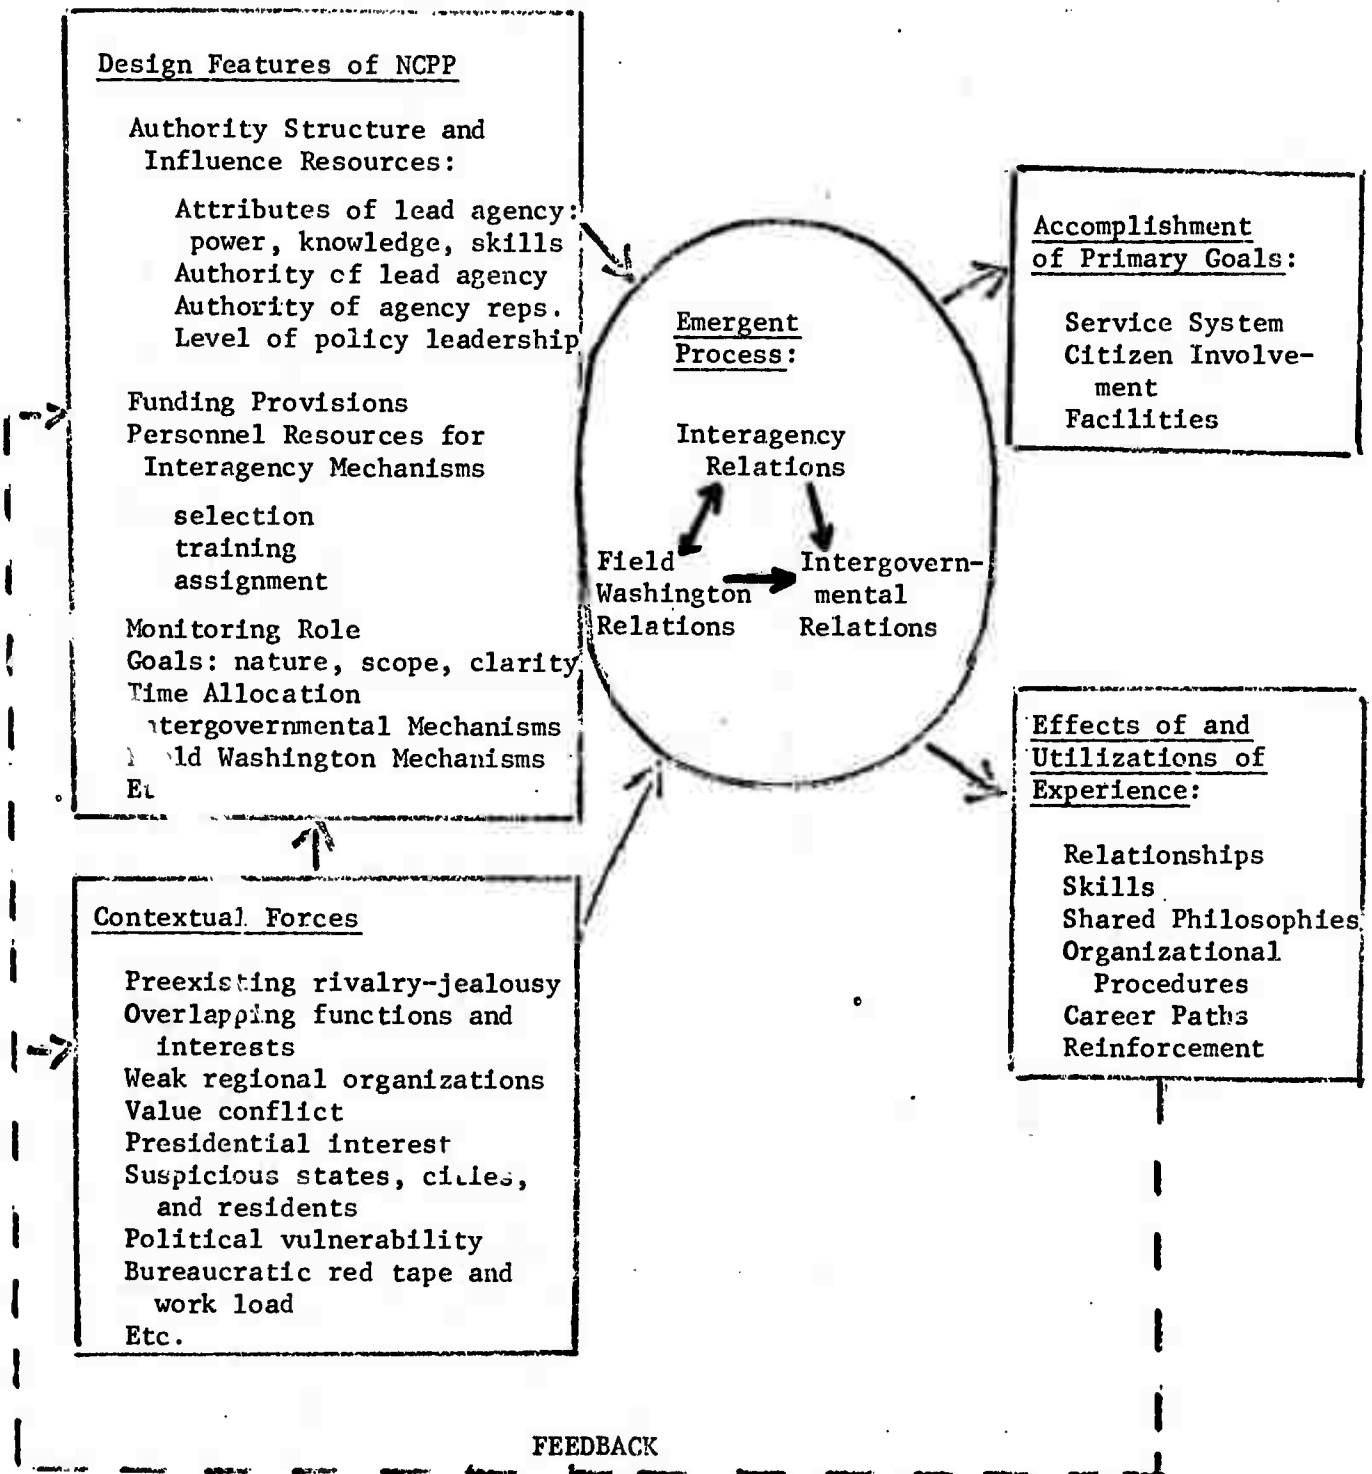 Design Features of NCPP
Authority Structure and
Influence Resources:
Attributes of lead agency:
power, knowledge, skills
Authority of lead agency
Authority of agency reps.
Level of policy leadership
Funding Provisions
Personnel Resources for
Interagency Mechanisms
selection
training
assignment
Monitoring Role
Goals: nature, scope, clarity
Time Allocation
ntergovernmental Mechanisms
ld Washington Mechanisms
Contextual Forces
Preexisting rivalry-jealousy
Overlapping functions and
interests
Weak regional organizations
Value conflict
Presidential interest
Suspicious states, cities,
and residents
Political vulnerability
Bureaucratic red tape and
work load
Etc.
Emergent
Process:
Interagency
Relations
Field
Washington
Relations
Intergovern-
mental
Relations
Accomplishment
of Primary Goals:
Service System
Citizen Involve-
ment
Facilities
Effects of and
Utilizations of
Experience:
Relationships
Skills
Shared Philosophies
Organizational
Procedures
Career Paths
Reinforcement
FEEDBACK